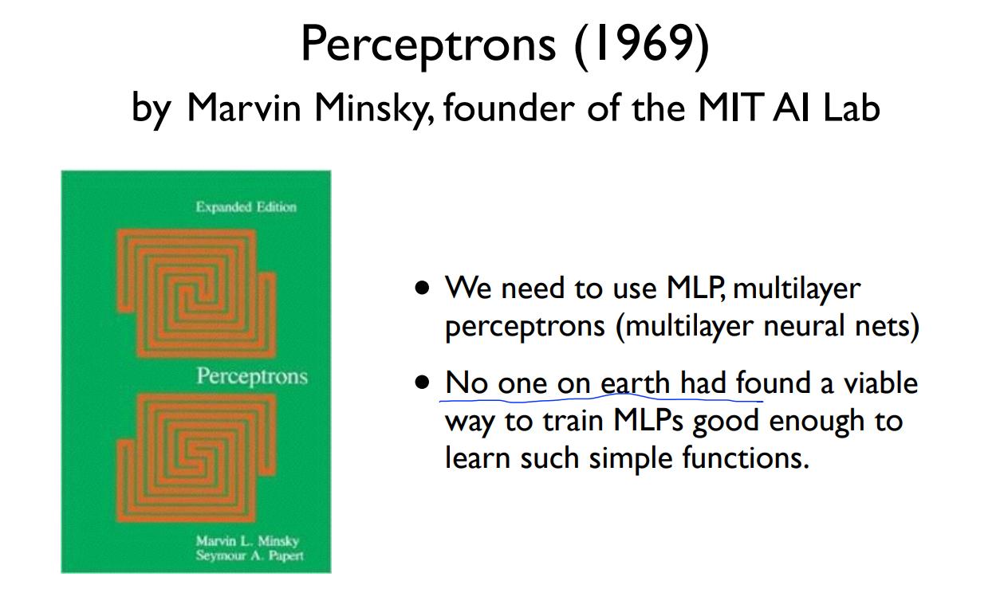 Perceptrons (1969)
by Marvin Minsky, founder of the MIT AI Lab
Expanded Edition
Perceptrons
Marvin L. Minsky
Seymour A. Papert
• We need to use MLP, multilayer
perceptrons (multilayer neural nets)
• No one on earth had found a viable
way to train MLPs good enough to
learn such simple functions.